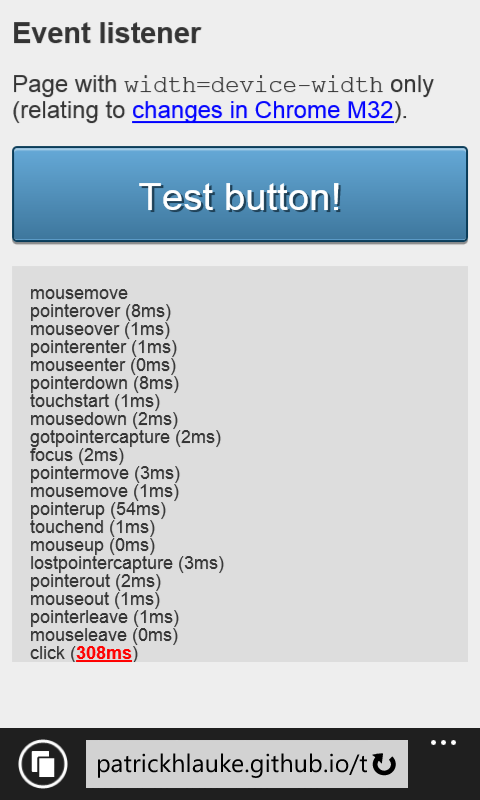 Event listener
Page with width=device-width only
(relating to changes in Chrome M32).
Test button!
mousemove
pointerover (8ms)
mouseover (1ms)
pointerenter (1ms)
mouseenter (0ms)
pointerdown (8ms)
touchstart (1ms)
mousedown (2ms)
gotpointercapture (2ms)
focus (2ms)
pointermove (3ms)
mousemove (1ms)
pointerup (54ms)
touchend (1ms)
mouseup (0ms)
lostpointercapture (3ms)
pointerout (2ms)
mouseout (1ms)
pointerleave (1ms)
mouseleave (0ms)
click (308ms)
patrickhlauke.github.io/t